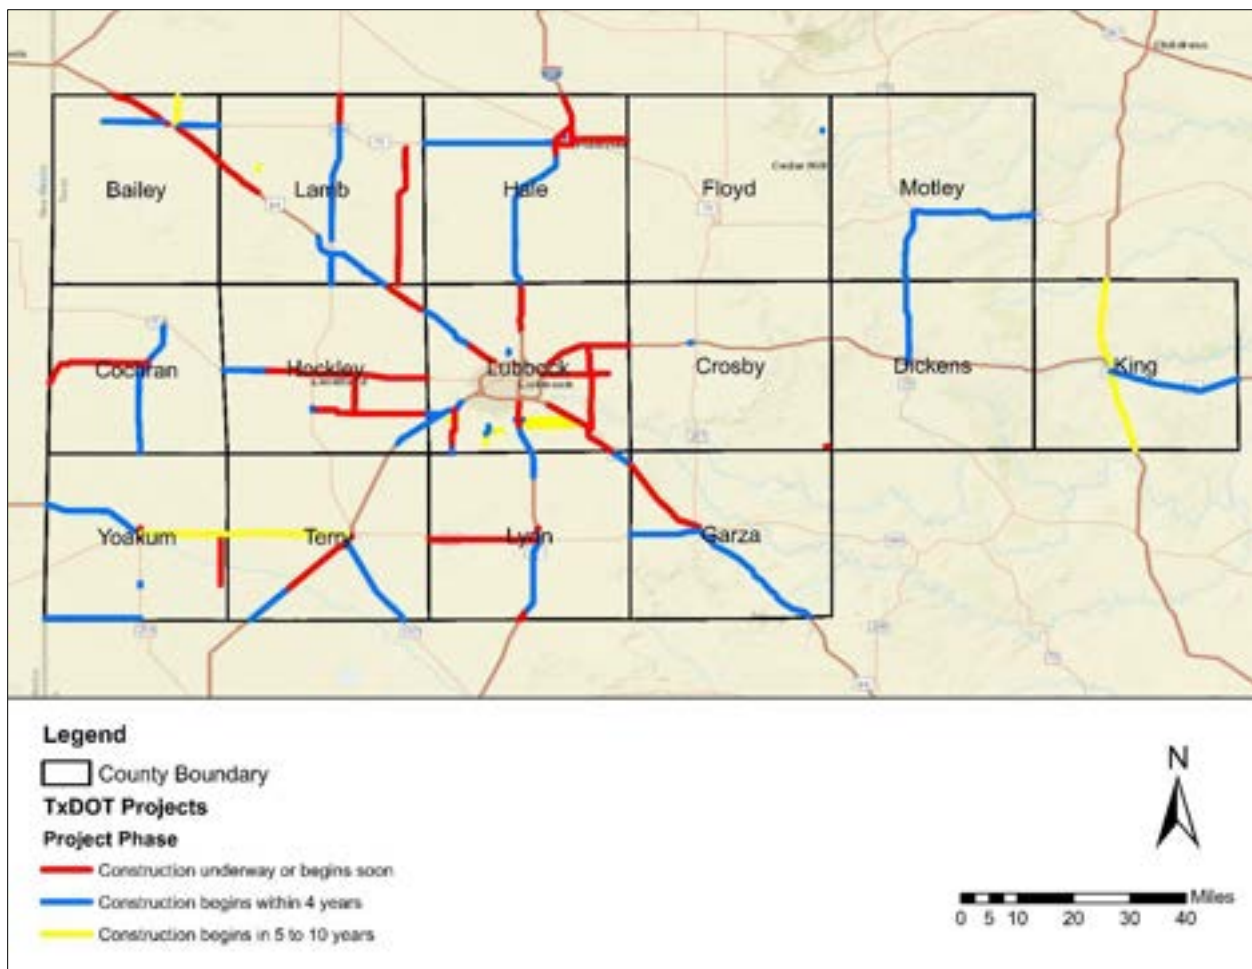 Bailey
Lamb
Hale
Floyd
Motley
Cochran
Hockley
Lubbock
Crosby
Dickens
King
Yoakum
Terry
Lynn
Garza
Legend
County Boundary
TxDOT Projects
Project Phase
Construction underway or begins soon
Construction begins within 4 years
Construction begins in 5 to 10 years
N
Miles
0 5 10 20 30 40